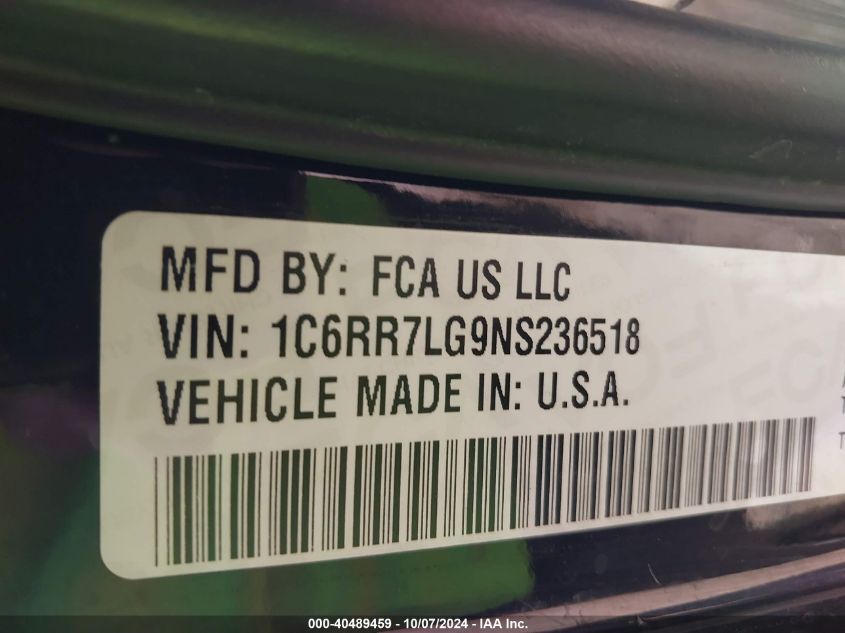 MFD BY: FCA US LLC
VIN: 1C6RR7LG9NS236518
VEHICLE MADE IN: U.S.A.
000-40489459 - 10/07/2024 - IAA Inc.